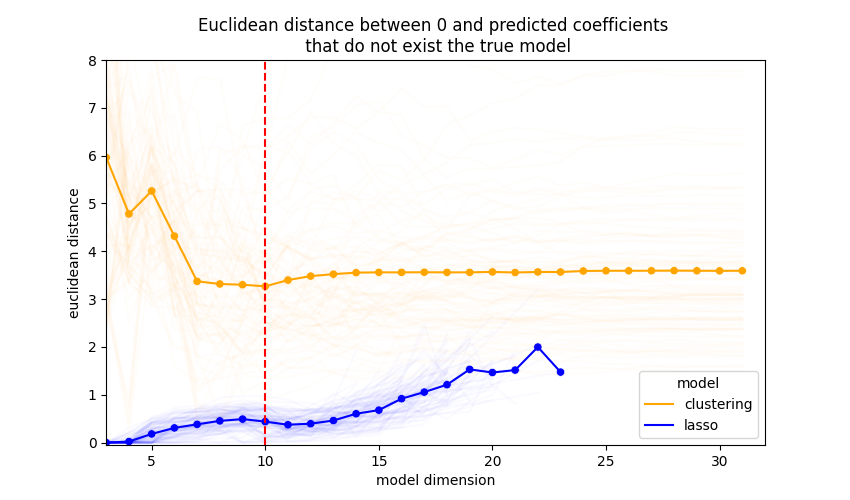 Euclidean distance between 0 and predicted coefficients
that do not exist the true model
8
7
6
5
4
3
2
1
0
euclidean distance
5
10
15
20
25
30
model dimension
model
clustering
lasso